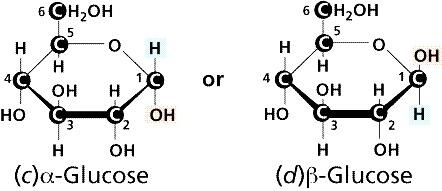 6 C CH₂OH 6 C CH₂OH
H C 5 O H H C 5 O OH
4 C H 1 C or 4 C H 1 C
HO OH C 3 H C 2 OH HO OH C 3 H C 2 H
H OH H OH
(c)α-Glucose (d)β-Glucose